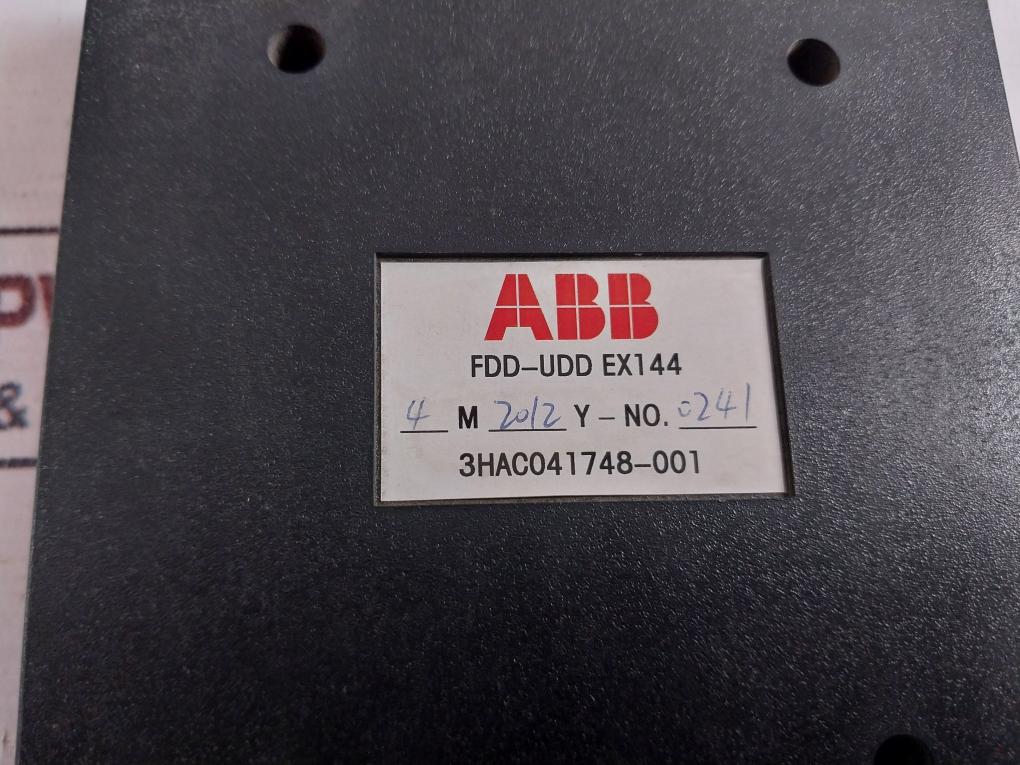 ABB
FDD-UDD EX144
4 M 2012 Y - NO. 0241
3HAC041748-001
&